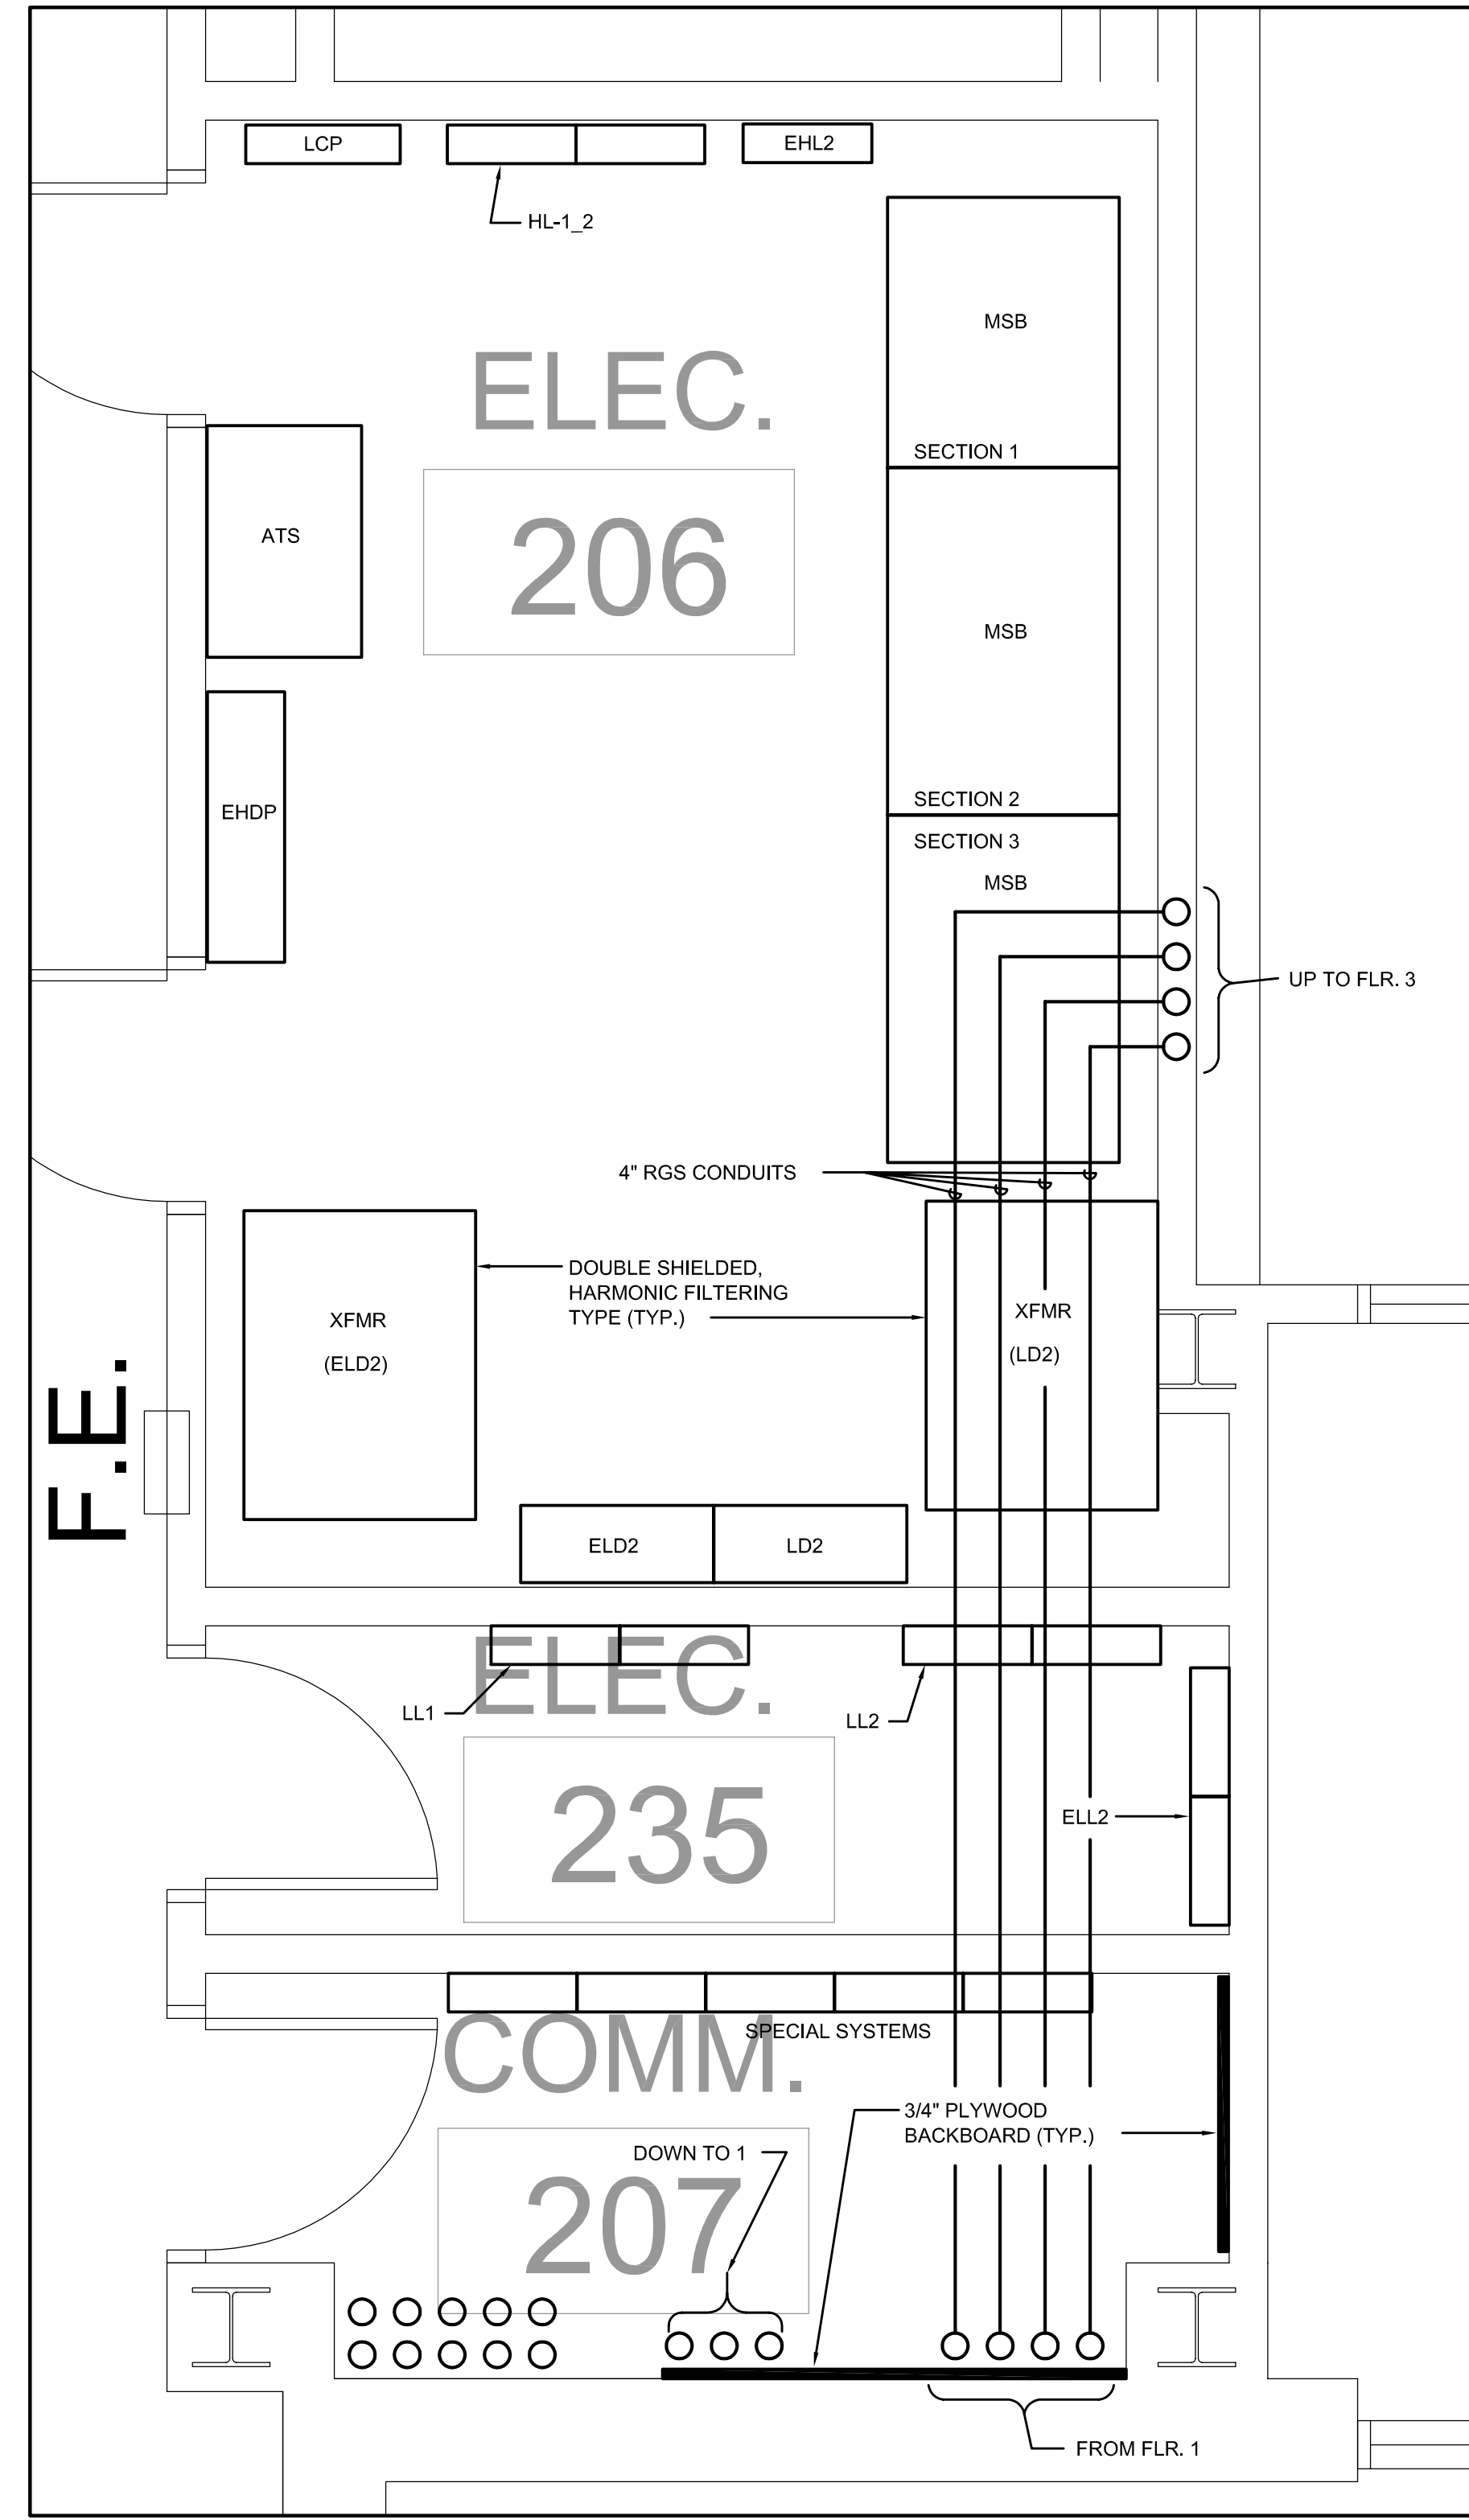 LCP
EHL2
HL-1_2
MSB
ELEC.
SECTION 1
206
ATS
MSB
SECTION 2
EHDP
SECTION 3
MSB
UP TO FLR. 3
4" RGS CONDUITS
DOUBLE SHIELDED,
HARMONIC FILTERING
TYPE (TYP.)
XFMR
(ELD2)
XFMR
(LD2)
F.E.
ELD2
LD2
ELEC.
LL1
LL2
235
ELL2
SPECIAL SYSTEMS
COMM.
3/4" PLYWOOD
BACKBOARD (TYP.)
DOWN TO 1
207
FROM FLR. 1